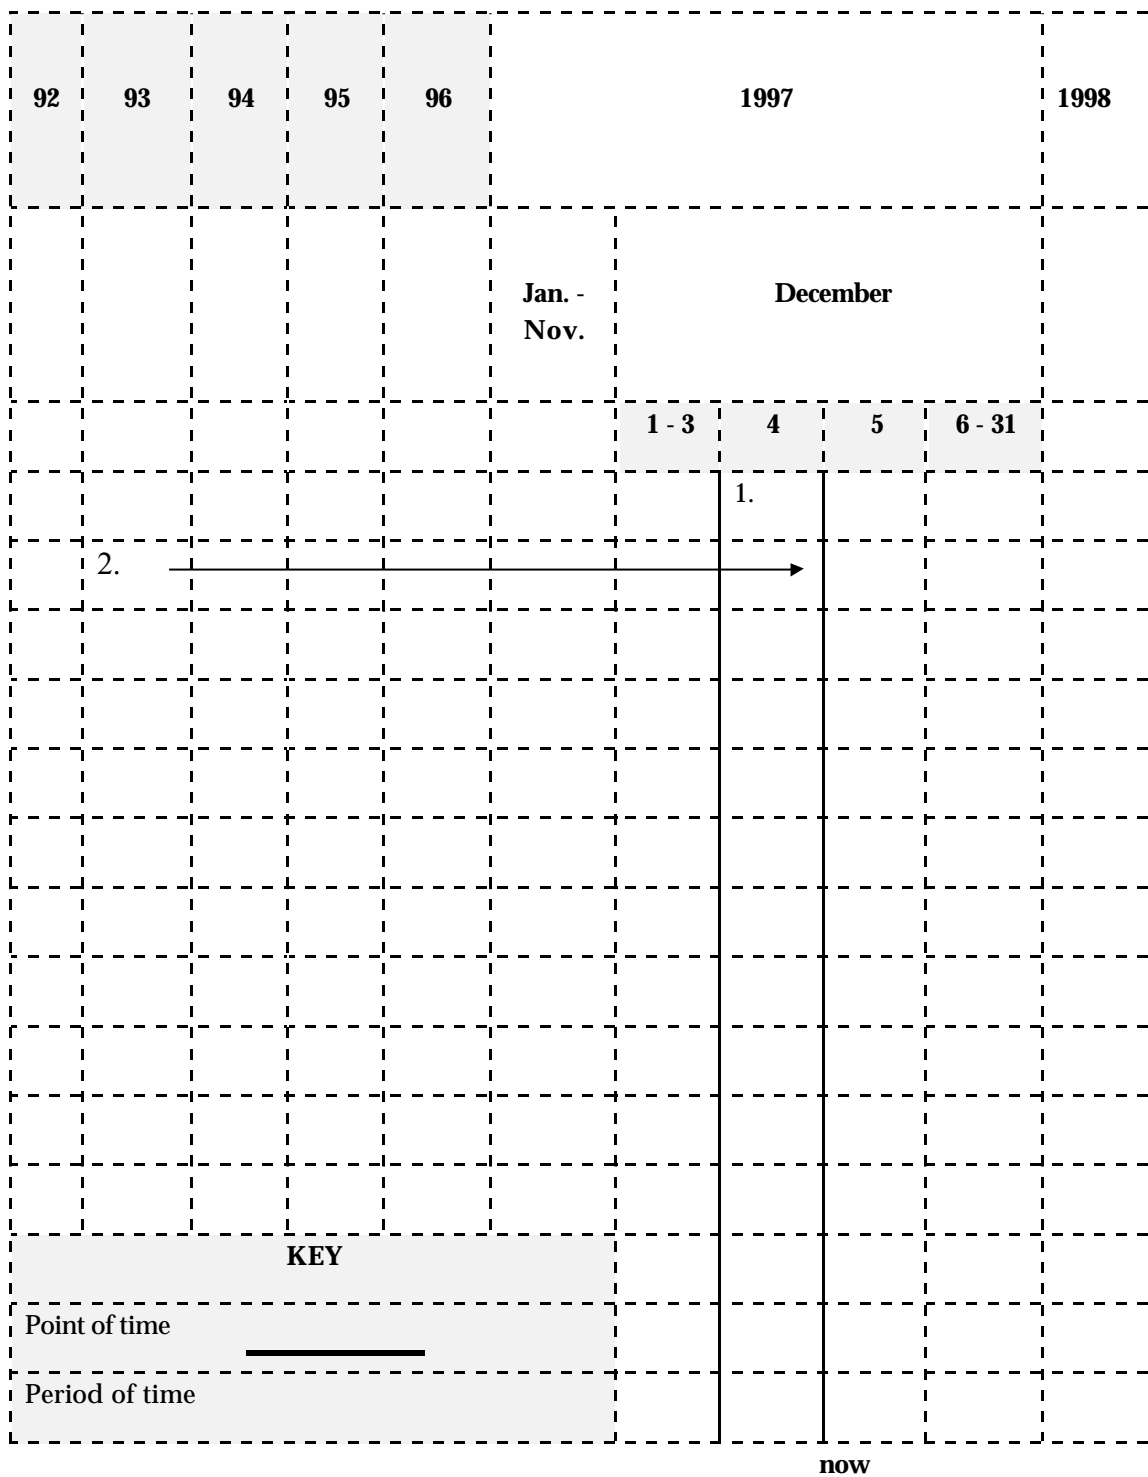 92 93 94 95 96 1997 1998
Jan. - December
Nov.
1 - 3 4 5 6 - 31
1.
2.
KEY
Point of time
Period of time
now